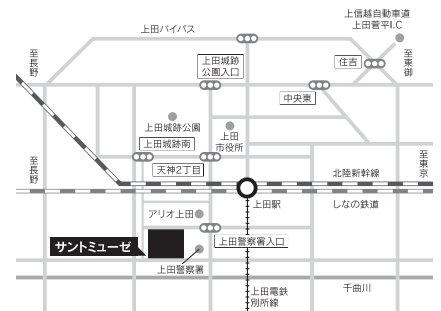 上信越自動車道
上田菅平I.C
上田バイパス
至長野
上田城跡
公園入口
住吉
至東御
中央東
上田城跡公園
上田
市役所
上田城跡南
天神2丁目
至長野
至東京
北陸新幹線
上田駅
しなの鉄道
アリオ上田
サントミューゼ
上田警察署入口
上田警察署
上田電鉄
別所線
千曲川